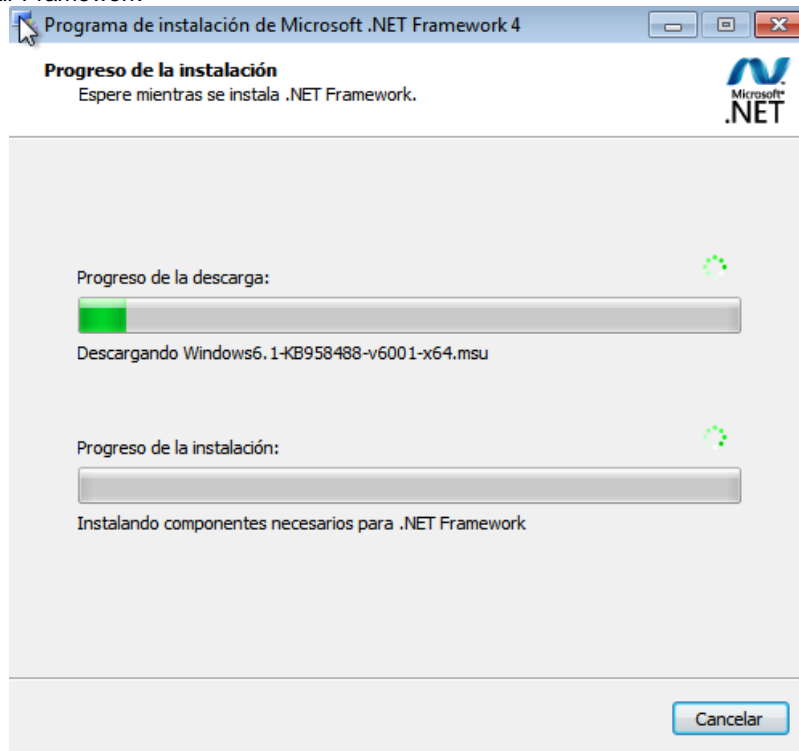 Programa de instalación de Microsoft .NET Framework 4
Progreso de la instalación
Espere mientras se instala .NET Framework.
Microsoft
.NET
Progreso de la descarga:
Descargando Windows6.1-KB958488-v6001-x64.msu
Progreso de la instalación:
Instalando componentes necesarios para .NET Framework
Cancelar